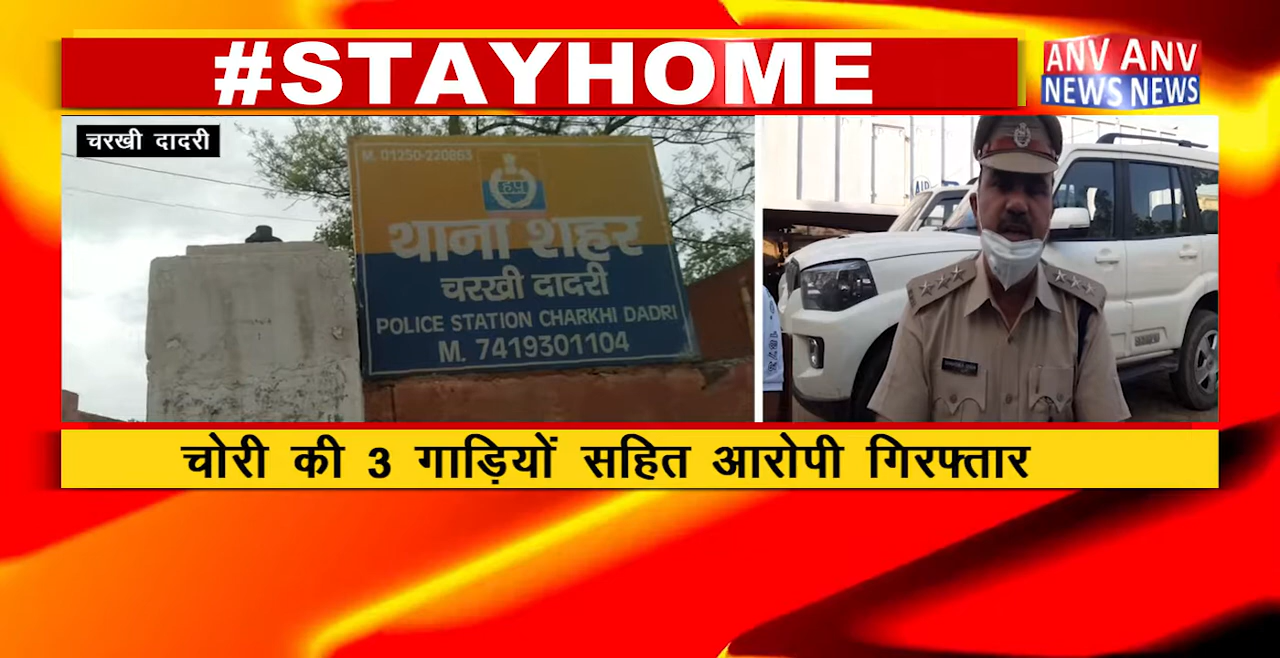 #STAYHOME
ANV ANV
NEWS NEWS
चरखी दादरी
M. 01250-220863
थाना शहर
चरखी दादरी
POLICE STATION CHARKHI DADRI
M. 7419301104
चोरी की 3 गाड़ियों सहित आरोपी गिरफ्तार